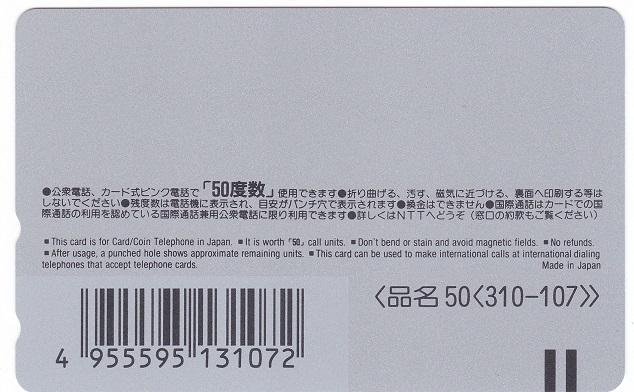 ●公衆電話、カード式ピンク電話で「50度数」使用できます●折り曲げる、汚す、磁気に近づける、裏面へ印刷する等は
しないでください●残度数は電話機に表示され、目安がパンチ穴で表示されます●換金はできません●国際通話はカードでの国
際通話の利用を認めている国際通話兼用公衆電話に限り利用できます●詳しくはNTTへどうぞ(窓口の約款もご覧ください)
■This card is for Card/Coin Telephone in Japan. ■It is worth「50」call units. ■Don't bend or stain and avoid magnetic fields. ■No refunds.
■After usage, a punched hole shows approximate remaining units. ■This card can be used to make international calls at international dialing
telephones that accept telephone cards. Made in Japan
〈品名 50〈310-107〉〉
4 955595 131072